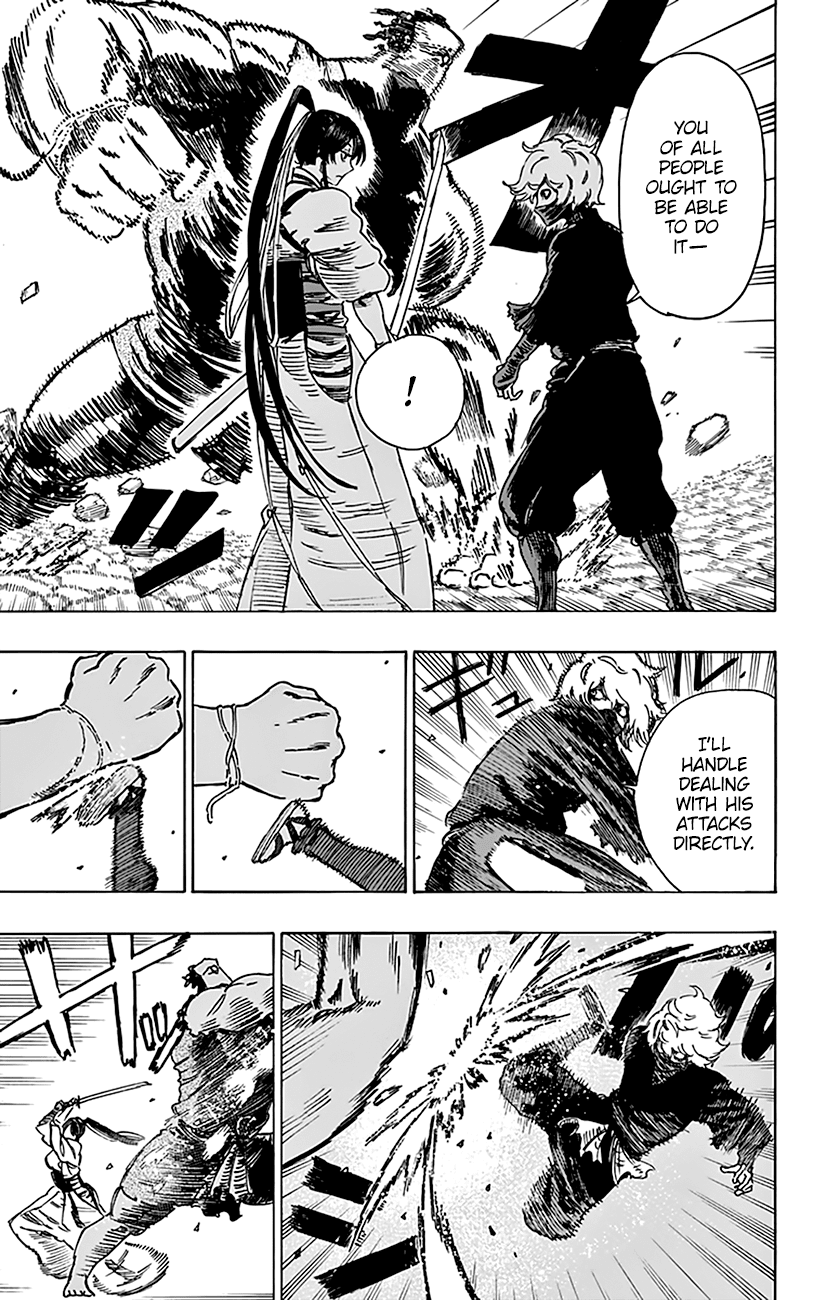 YOU
OF ALL
PEOPLE
OUGHT TO
BE ABLE
TO DO
IT—
!
I'LL
HANDLE
DEALING
WITH HIS
ATTACKS
DIRECTLY.